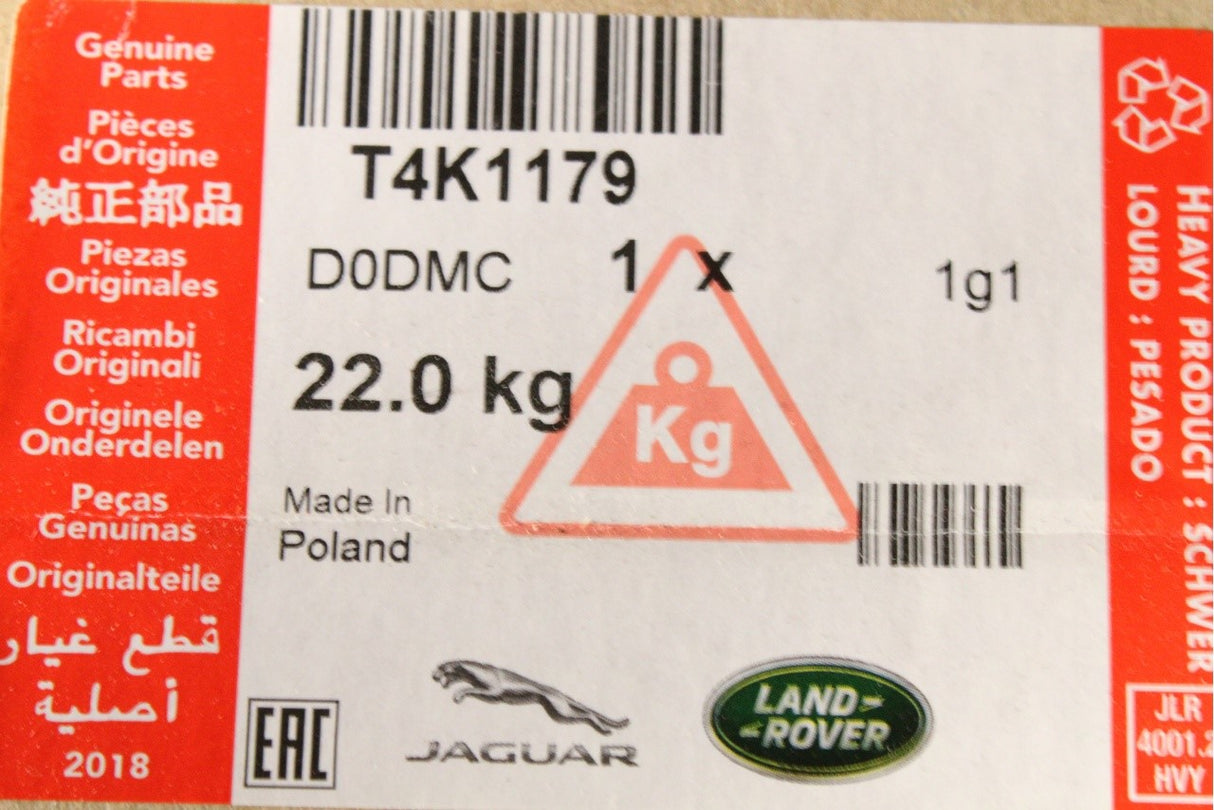 Genuine
Parts
Pièces
d'Origine
純正部品
Piezas
Originales
Ricambi
Originali
Originele
Onderdelen
Peças
Genuínas
Originalteile
قطع غيار
أصلية
2018
T4K1179
D0DMC 1 x 1g1
22.0 kg
Kg
Made In
Poland
EAC
JAGUAR
LAND-
-ROVER
HEAVY PRODUCT : SCHWER
LOURD : PESADO
JLR
4001.2
HVY